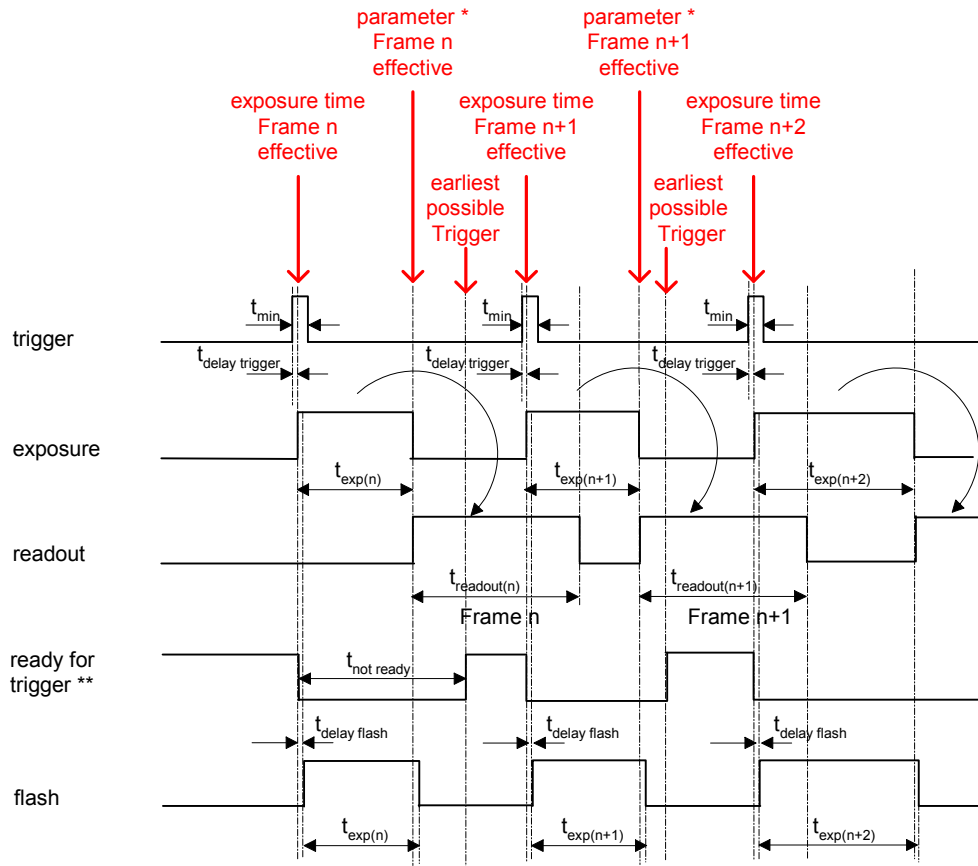 parameter *
Frame n
effective
parameter *
Frame n+1
effective
exposure time
Frame n
effective
exposure time
Frame n+1
effective
exposure time
Frame n+2
effective
earliest
possible
Trigger
earliest
possible
Trigger
trigger
tmin
tmin
tmin
tdelay trigger
tdelay trigger
tdelay trigger
exposure
texp(n)
texp(n+1)
texp(n+2)
readout
treadout(n)
treadout(n+1)
Frame n
Frame n+1
ready for
trigger **
tnot ready
tdelay flash
tdelay flash
tdelay flash
flash
texp(n)
texp(n+1)
texp(n+2)